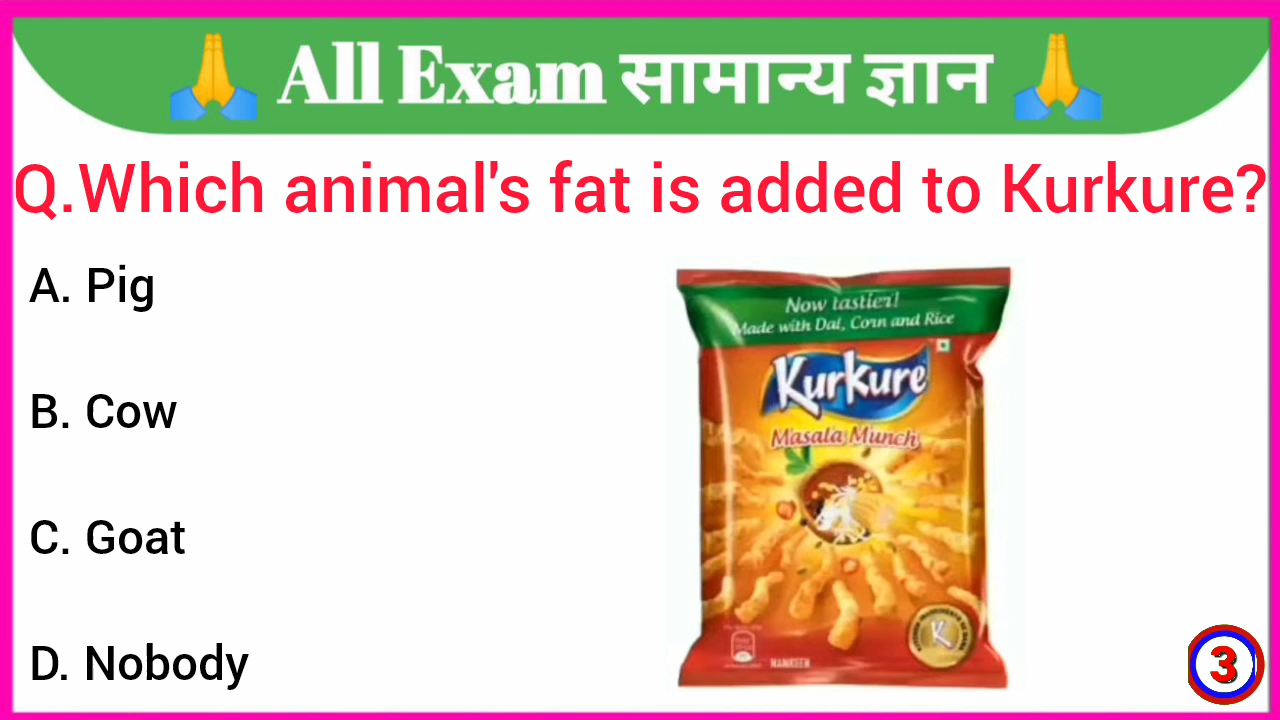 All Exam सामान्य ज्ञान
Q.Which animal's fat is added to Kurkure?
A. Pig
B. Cow
C. Goat
D. Nobody
Now tastier!
Made with Dal, Corn and Rice
Kurkure
Masala Munch
NAMKEEN
K
3